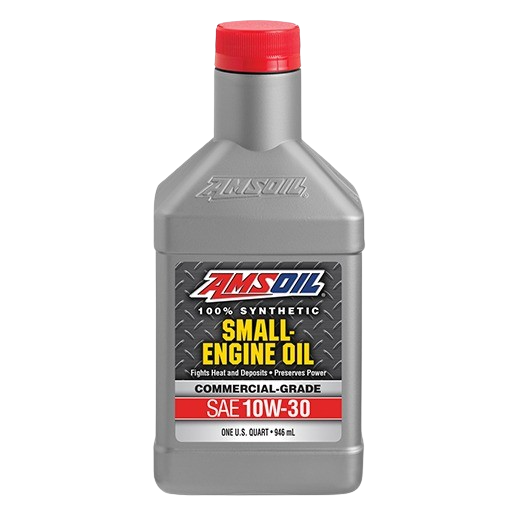 AMSOIL®
AMSOIL®
100% SYNTHETIC
SMALL-
ENGINE OIL
Fights Heat and Deposits • Preserves Power
COMMERCIAL-GRADE
SAE 10W-30
ONE U.S. QUART • 946 mL